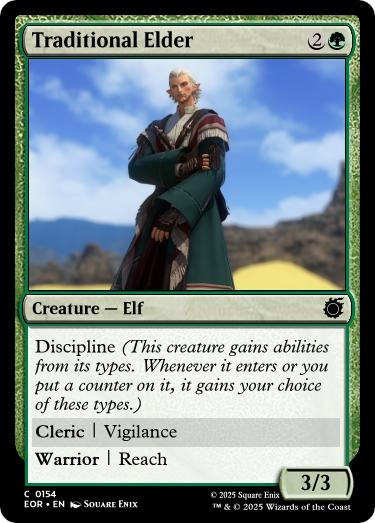 Traditional Elder 2
Creature — Elf
Discipline (This creature gains abilities
from its types. Whenever it enters or you
put a counter on it, it gains your choice
of these types.)
Cleric | Vigilance
Warrior | Reach
3/3
C 0154
EOR • EN SQUARE ENIX
© 2025 Square Enix
™ & © 2025 Wizards of the Coast